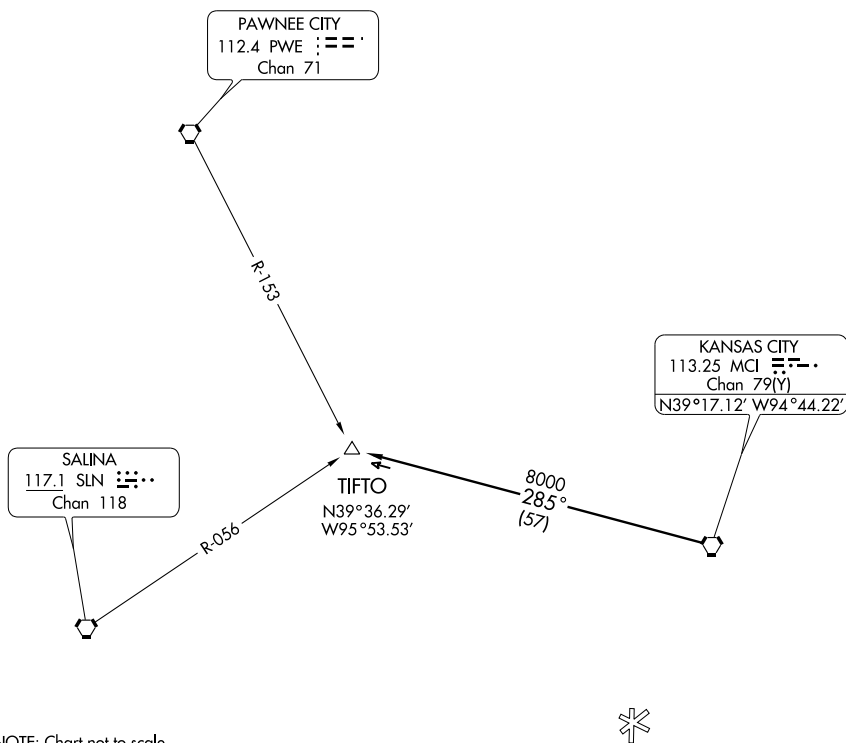 PAWNEE CITY
112.4 PWE
Chan 71
R-153
KANSAS CITY
113.25 MCI
Chan 79(Y)
N39°17.12' W94°44.22'
SALINA
117.1 SLN
Chan 118
R-056
TIFTO
N39°36.29'
W95°53.53'
8000
285°
(57)
NOTE: Chart not to scale.